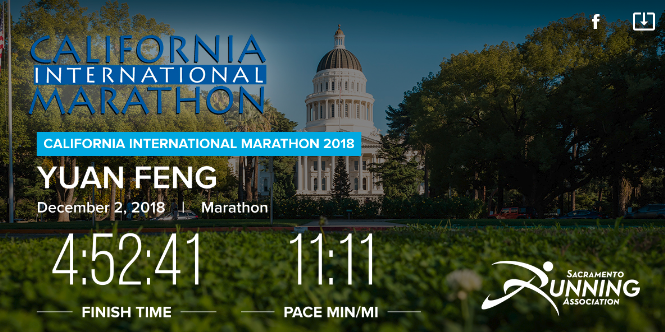 CALIFORNIA
INTERNATIONAL
MARATHON
CALIFORNIA INTERNATIONAL MARATHON 2018
YUAN FENG
December 2, 2018 | Marathon
4:52:41 11:11
FINISH TIME PACE MIN/MI
SACRAMENTO
RUNNING
ASSOCIATION
f